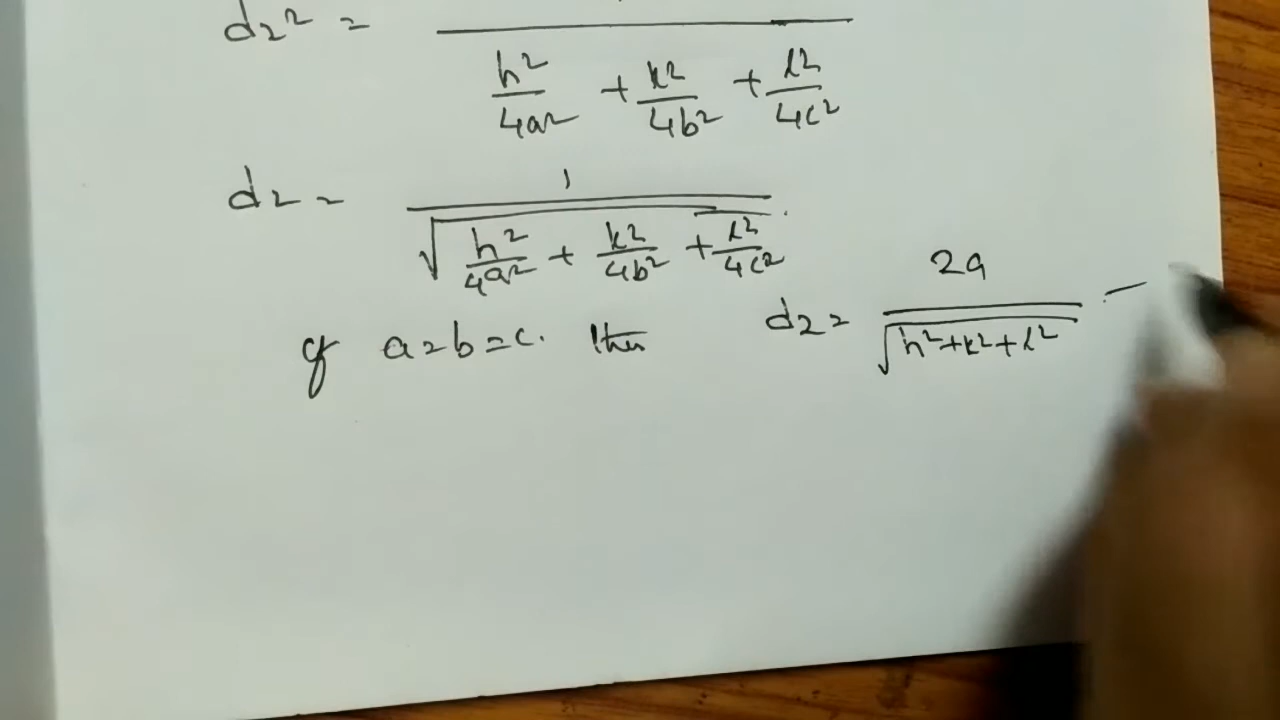 d₂² =
h²/4a² + k²/4b² + l²/4c²
d₂ = 1/√(h²/4a² + k²/4b² + l²/4c²)
If a=b=c. then d₂ = 2a/√(h²+k²+l²) –